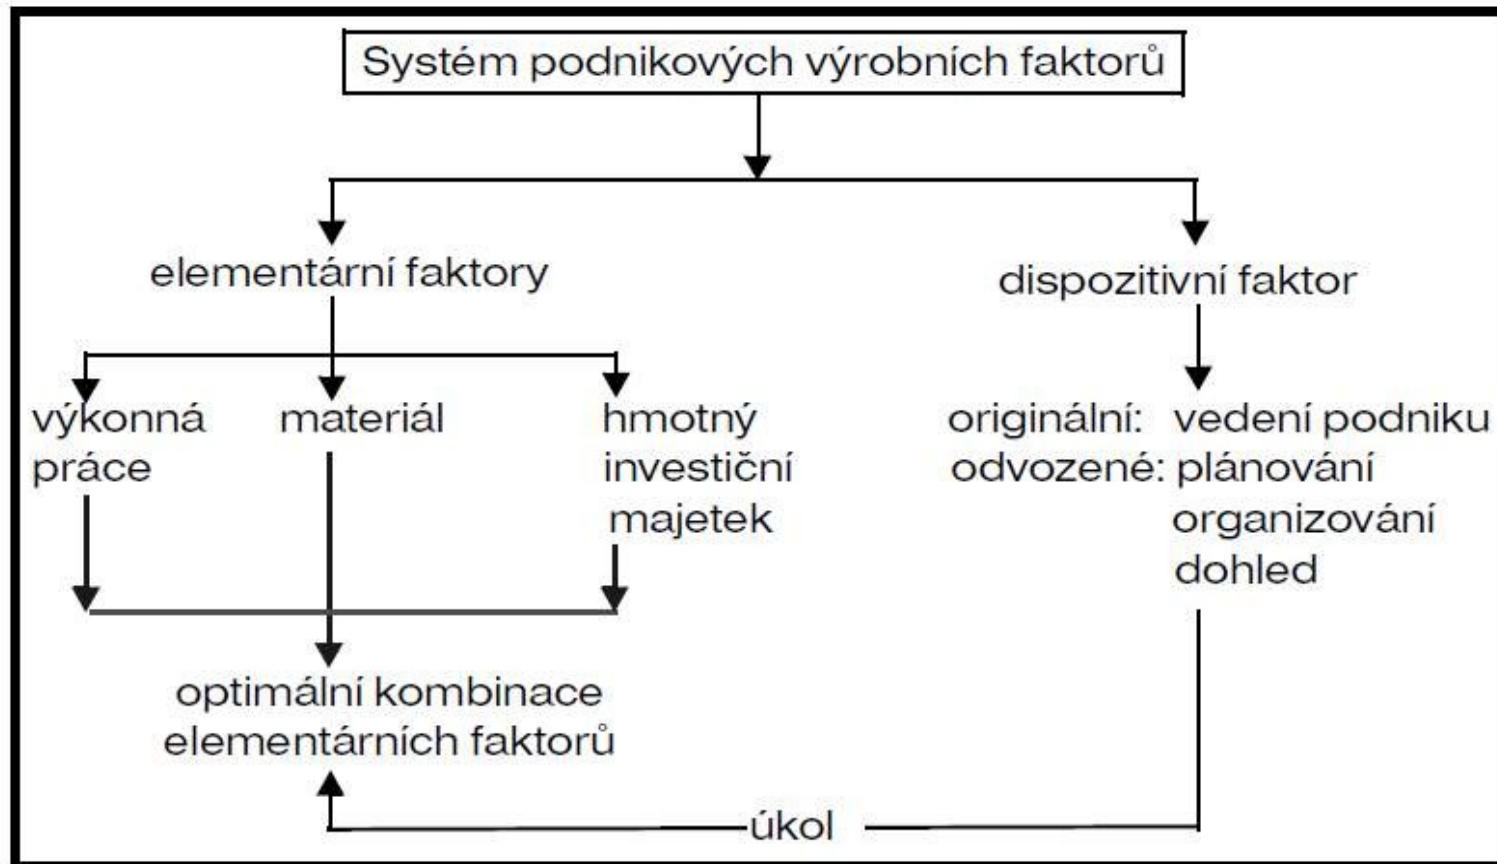 Systém podnikových výrobních faktorů
elementární faktory
dispozitivní faktor
výkonná
práce
materiál
hmotný
investiční
majetek
originální: vedení podniku
odvozené: plánování
organizování
dohled
optimální kombinace
elementárních faktorů
úkol